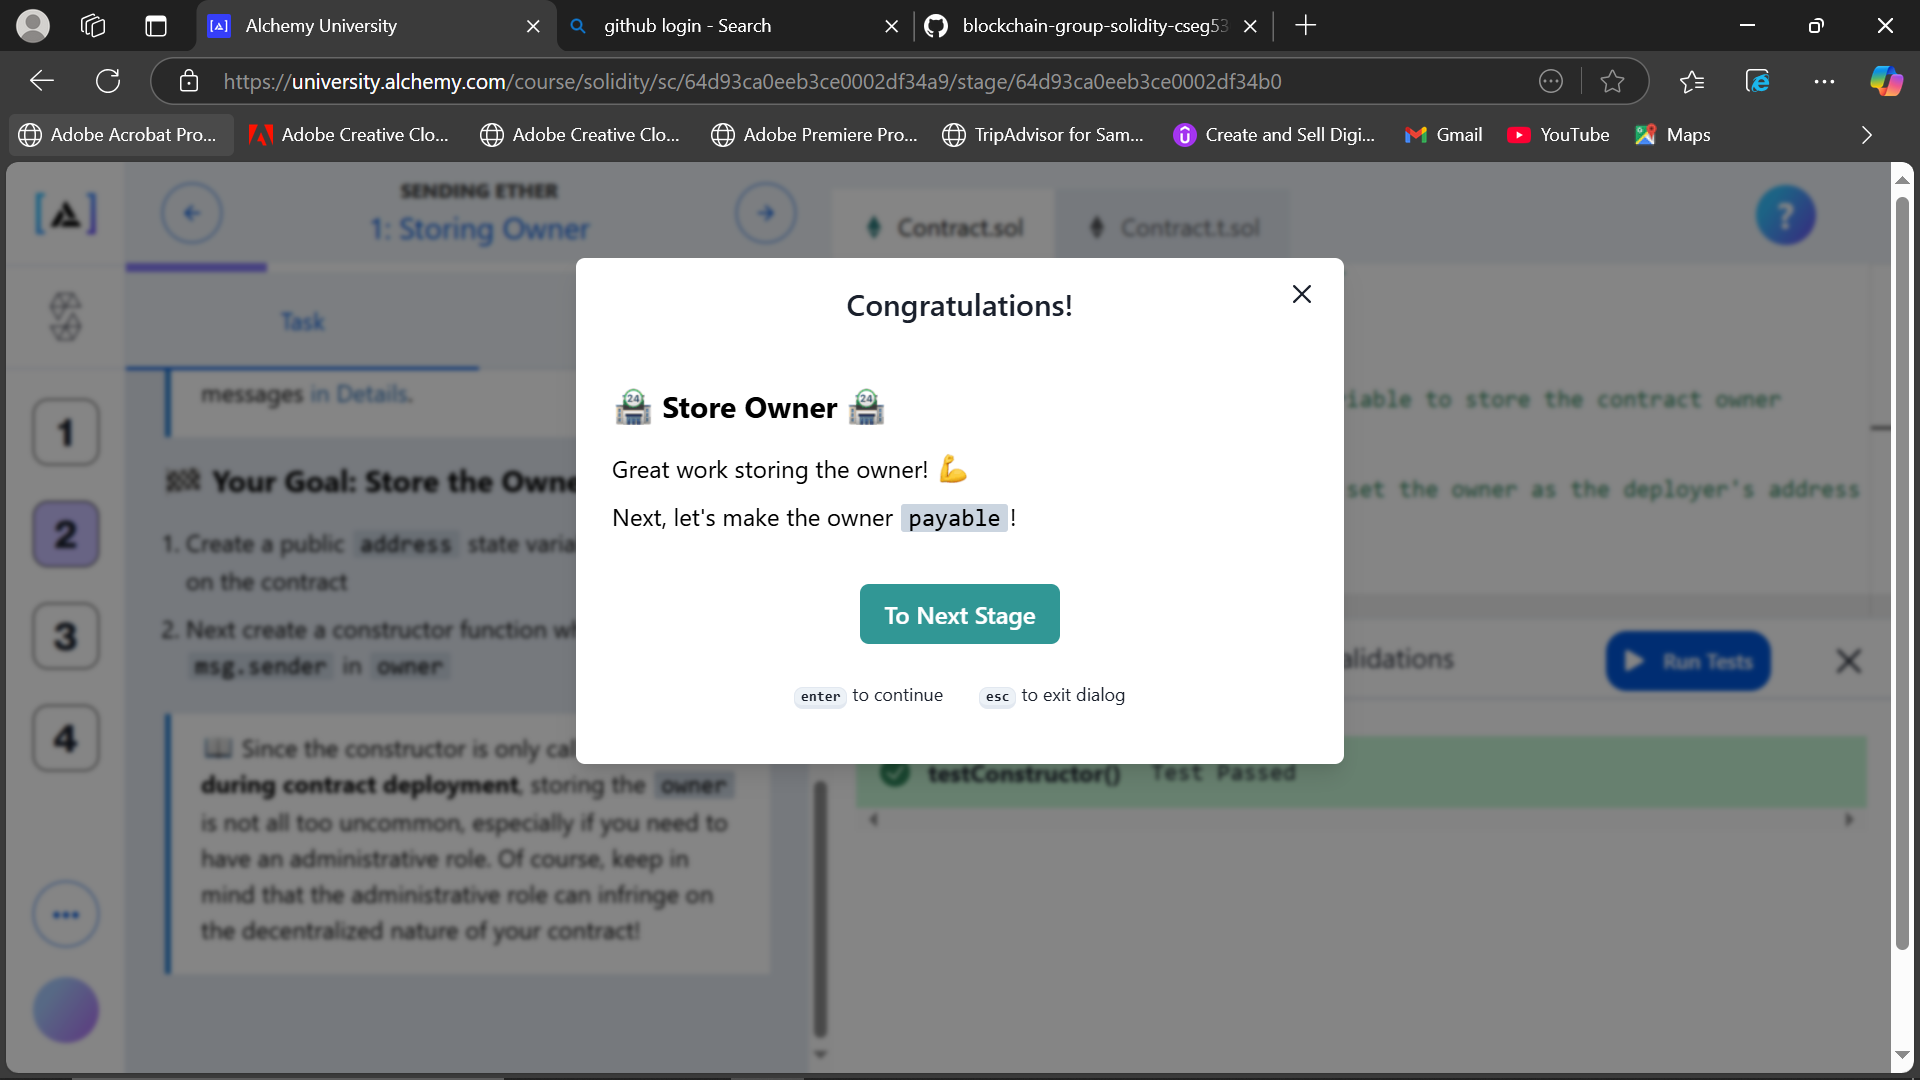 Alchemy University
github login - Search
blockchain-group-solidity-cseg53
https://university.alchemy.com/course/solidity/sc/64d93ca0eeb3ce0002df34a9/stage/64d93ca0eeb3ce0002df34b0
Adobe Acrobat Pro...
Adobe Creative Clo...
Adobe Creative Clo...
Adobe Premiere Pro...
TripAdvisor for Sam...
Create and Sell Digi...
Gmail
YouTube
Maps
SENDING ETHER
1: Storing Owner
Contract.sol
Contract.t.sol
?
Task
messages in Details.
Your Goal: Store the Owne
1. Create a public address state varia
on the contract
2. Next create a constructor function wh
msg.sender in owner
Since the constructor is only cal
during contract deployment, storing the owner
is not all too uncommon, especially if you need to
have an administrative role. Of course, keep in
mind that the administrative role can infringe on
the decentralized nature of your contract!
1
2
3
4
Congratulations!
Store Owner
Great work storing the owner!
Next, let's make the owner payable!
To Next Stage
enter to continue
esc to exit dialog
iable to store the contract owner
set the owner as the deployer's address
alidations
Run Tests
testConstructor() Test Passed